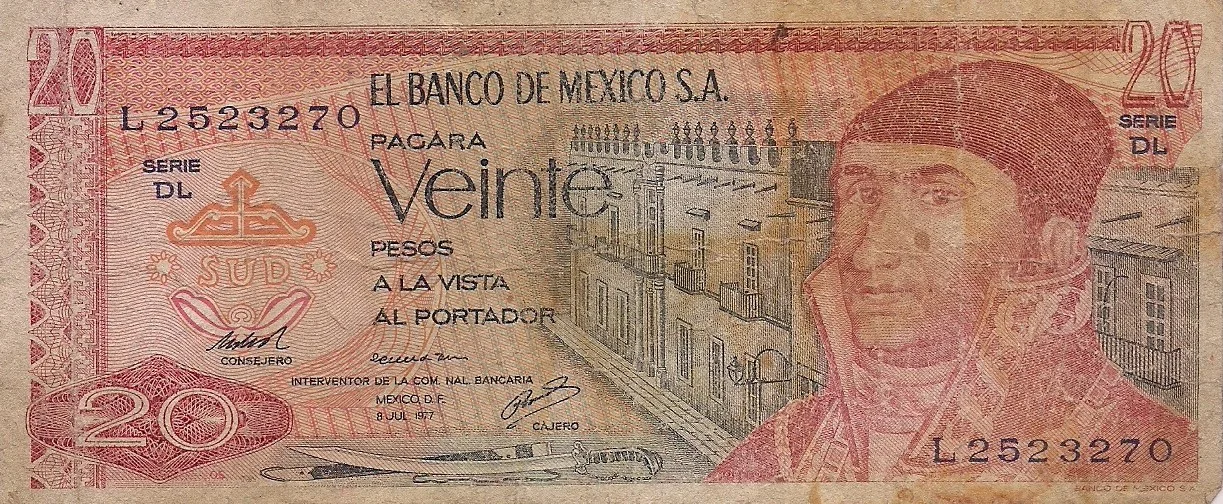 20
20
EL BANCO DE MEXICO S.A.
L 2523270
SERIE
DL
PAGARA
SERIE
DL
Veinte
PESOS
SUD
A LA VISTA
AL PORTADOR
CONSEJERO
INTERVENTOR DE LA COM. NAL. BANCARIA
MEXICO, D.F.
8 JUL. 1977
CAJERO
20
L 2523270
BANCO DE MEXICO S.A.